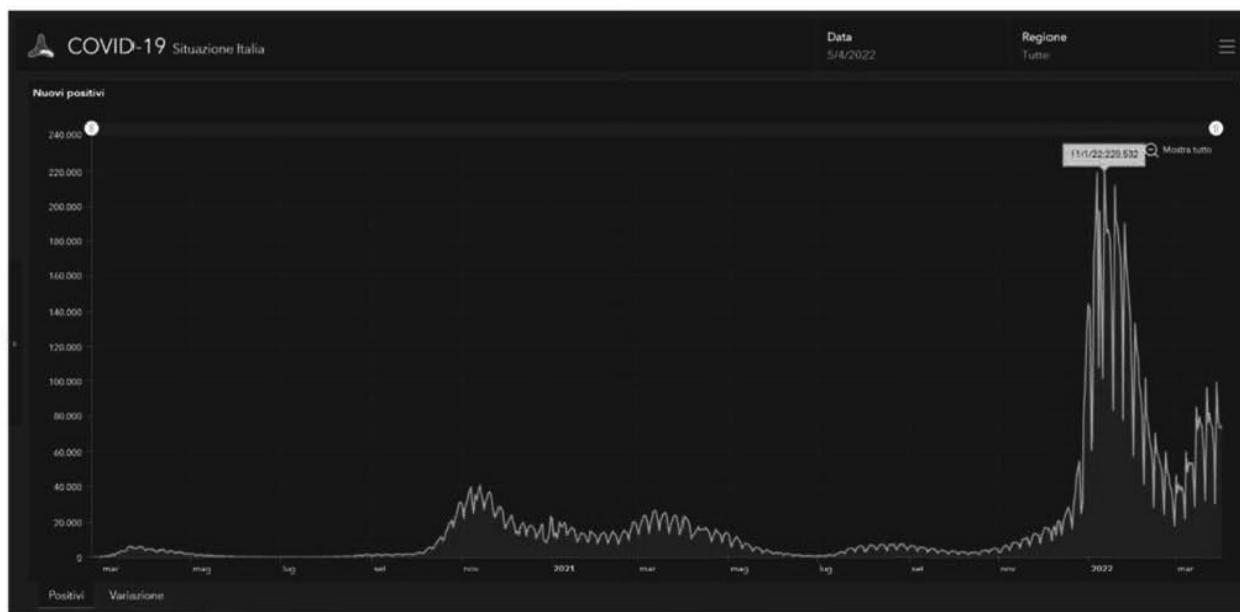 COVID-19 Situazione Italia
Data
5/4/2022
Regione
Tutte
Nuovi positivi
240.000
220.000
200.000
180.000
160.000
140.000
120.000
100.000
80.000
60.000
40.000
20.000
0
11/1/22:220.532
Mostra tutto
mar mag lug set nov 2021 mar mag lug set nov 2022 mar
Positivi Variazione